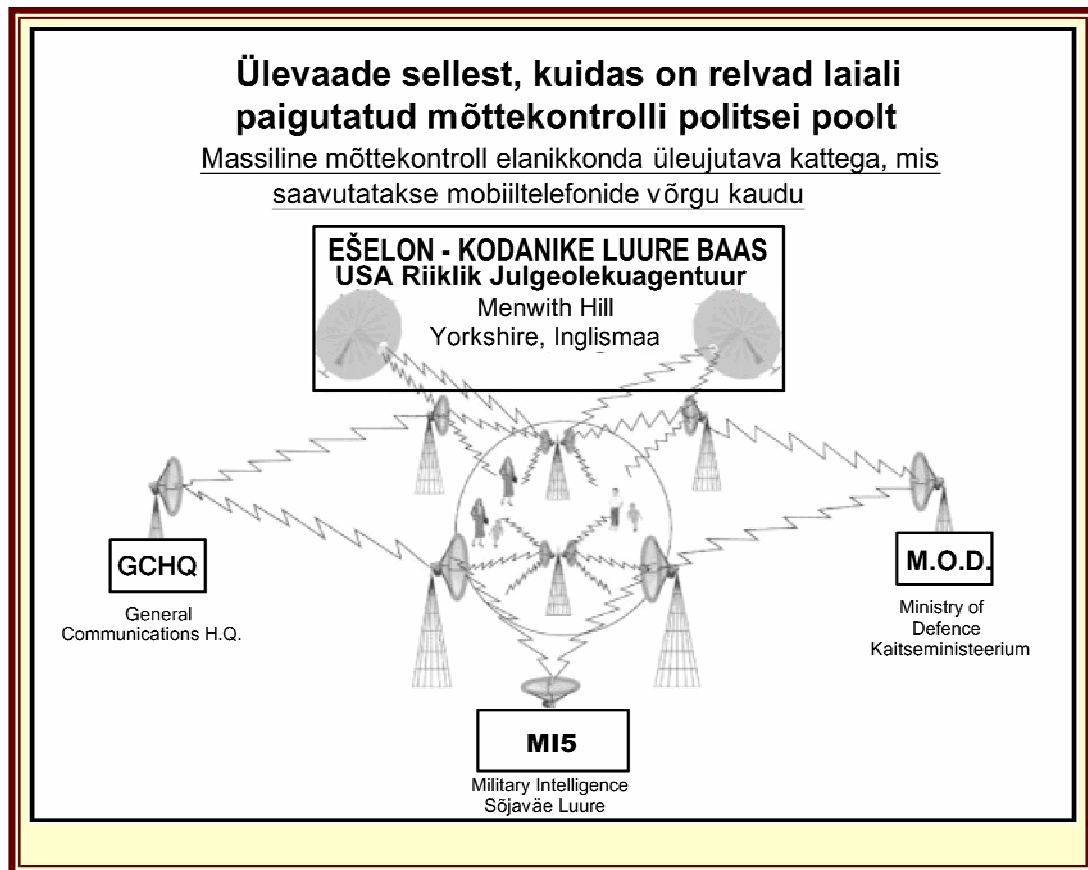 Ülevaade sellest, kuidas on relvad laiali
paigutatud mõttekontrolli politsei poolt
Massiline mõttekontroll elanikkonda üleujutava kattega, mis
saavutatakse mobiiltelefonide võrgu kaudu
EŠELON - KODANIKE LUURE BAAS
USA Riiklik Julgeolekuagentuur
Menwith Hill
Yorkshire, Inglismaa
GCHQ
General
Communications H.Q.
M.O.D.
Ministry of
Defence
Kaitseministeerium
MI5
Military Intelligence
Sõjaväe Luure